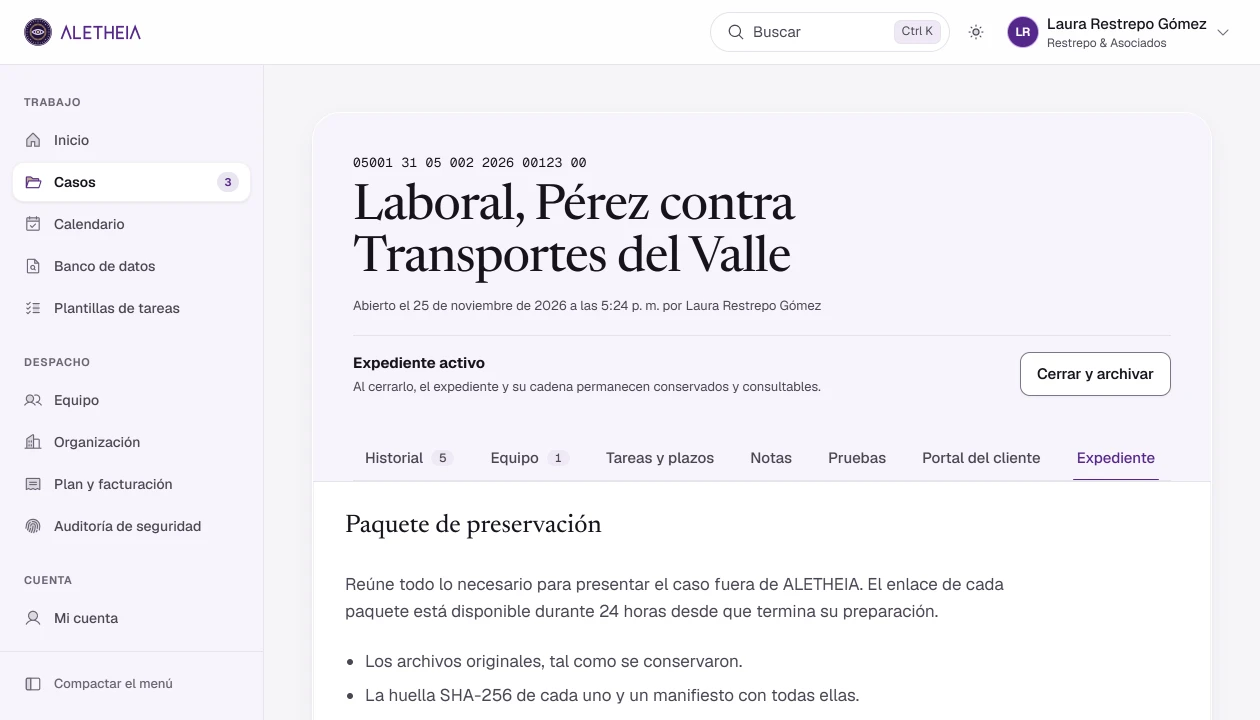 ALETHEIA
Buscar
Ctrl K
LR
Laura Restrepo Gómez
Restrepo & Asociados
TRABAJO
Inicio
Casos 3
Calendario
Banco de datos
Plantillas de tareas
DESPACHO
Equipo
Organización
Plan y facturación
Auditoría de seguridad
CUENTA
Mi cuenta
Compactar el menú
05001 31 05 002 2026 00123 00
Laboral, Pérez contra
Transportes del Valle
Abierto el 25 de noviembre de 2026 a las 5:24 p. m. por Laura Restrepo Gómez
Expediente activo
Al cerrarlo, el expediente y su cadena permanecen conservados y consultables.
Cerrar y archivar
Historial 5 Equipo 1 Tareas y plazos Notas Pruebas Portal del cliente Expediente
Paquete de preservación
Reúne todo lo necesario para presentar el caso fuera de ALETHEIA. El enlace de cada
paquete está disponible durante 24 horas desde que termina su preparación.
• Los archivos originales, tal como se conservaron.
• La huella SHA-256 de cada uno y un manifiesto con todas ellas.